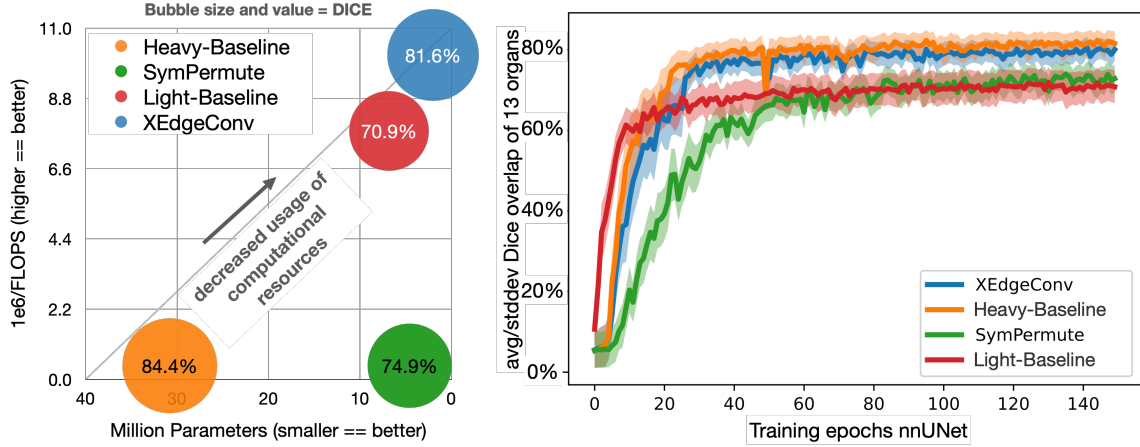 Bubble size and value = DICE
11.0
8.8
6.6
4.4
2.2
0.0
1e6/FLOPS (higher == better)
Heavy-Baseline
SymPermute
Light-Baseline
XEdgeConv
81.6%
70.9%
84.4%
74.9%
decreased usage of
computational
resources
40
30
20
10
0
Million Parameters (smaller == better)
avg/stddev Dice overlap of 13 organs
80%
60%
40%
20%
0%
XEdgeConv
Heavy-Baseline
SymPermute
Light-Baseline
0
20
40
60
80
100
120
140
Training epochs nnUNet